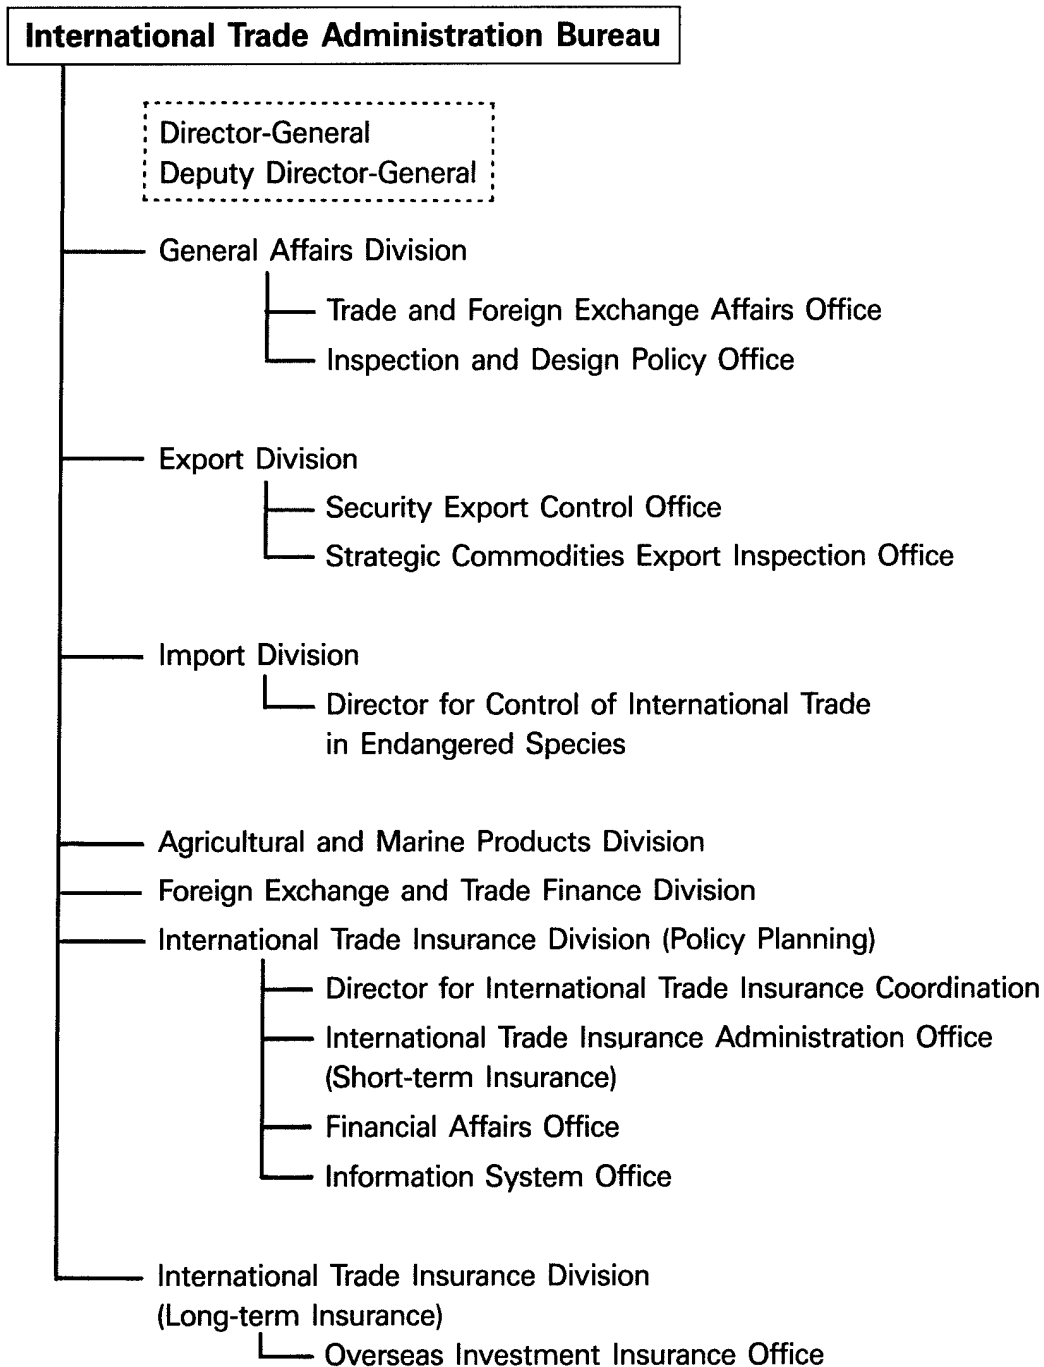 International Trade Administration Bureau
Director-General
Deputy Director-General
General Affairs Division
Trade and Foreign Exchange Affairs Office
Inspection and Design Policy Office
Export Division
Security Export Control Office
Strategic Commodities Export Inspection Office
Import Division
Director for Control of International Trade
in Endangered Species
Agricultural and Marine Products Division
Foreign Exchange and Trade Finance Division
International Trade Insurance Division (Policy Planning)
Director for International Trade Insurance Coordination
International Trade Insurance Administration Office
(Short-term Insurance)
Financial Affairs Office
Information System Office
International Trade Insurance Division
(Long-term Insurance)
Overseas Investment Insurance Office